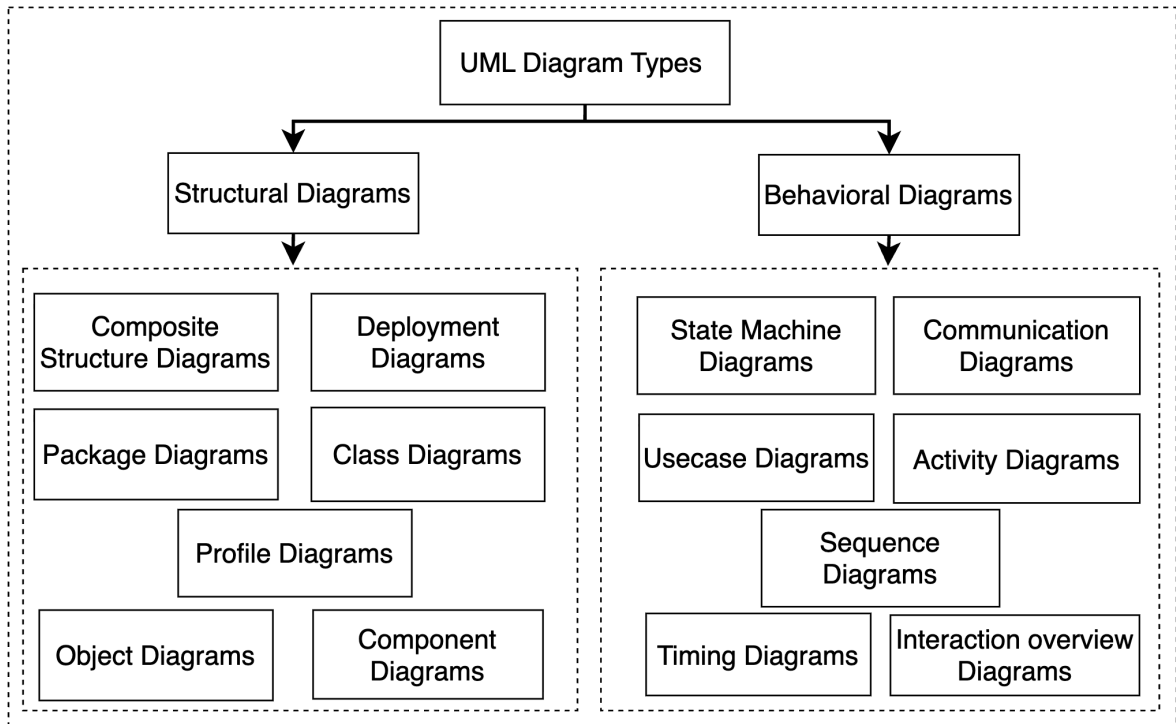 UML Diagram Types
Structural Diagrams
Behavioral Diagrams
Composite
Structure Diagrams
Deployment
Diagrams
Package Diagrams
Class Diagrams
Profile Diagrams
Object Diagrams
Component
Diagrams
State Machine
Diagrams
Communication
Diagrams
Usecase Diagrams
Activity Diagrams
Sequence
Diagrams
Timing Diagrams
Interaction overview
Diagrams